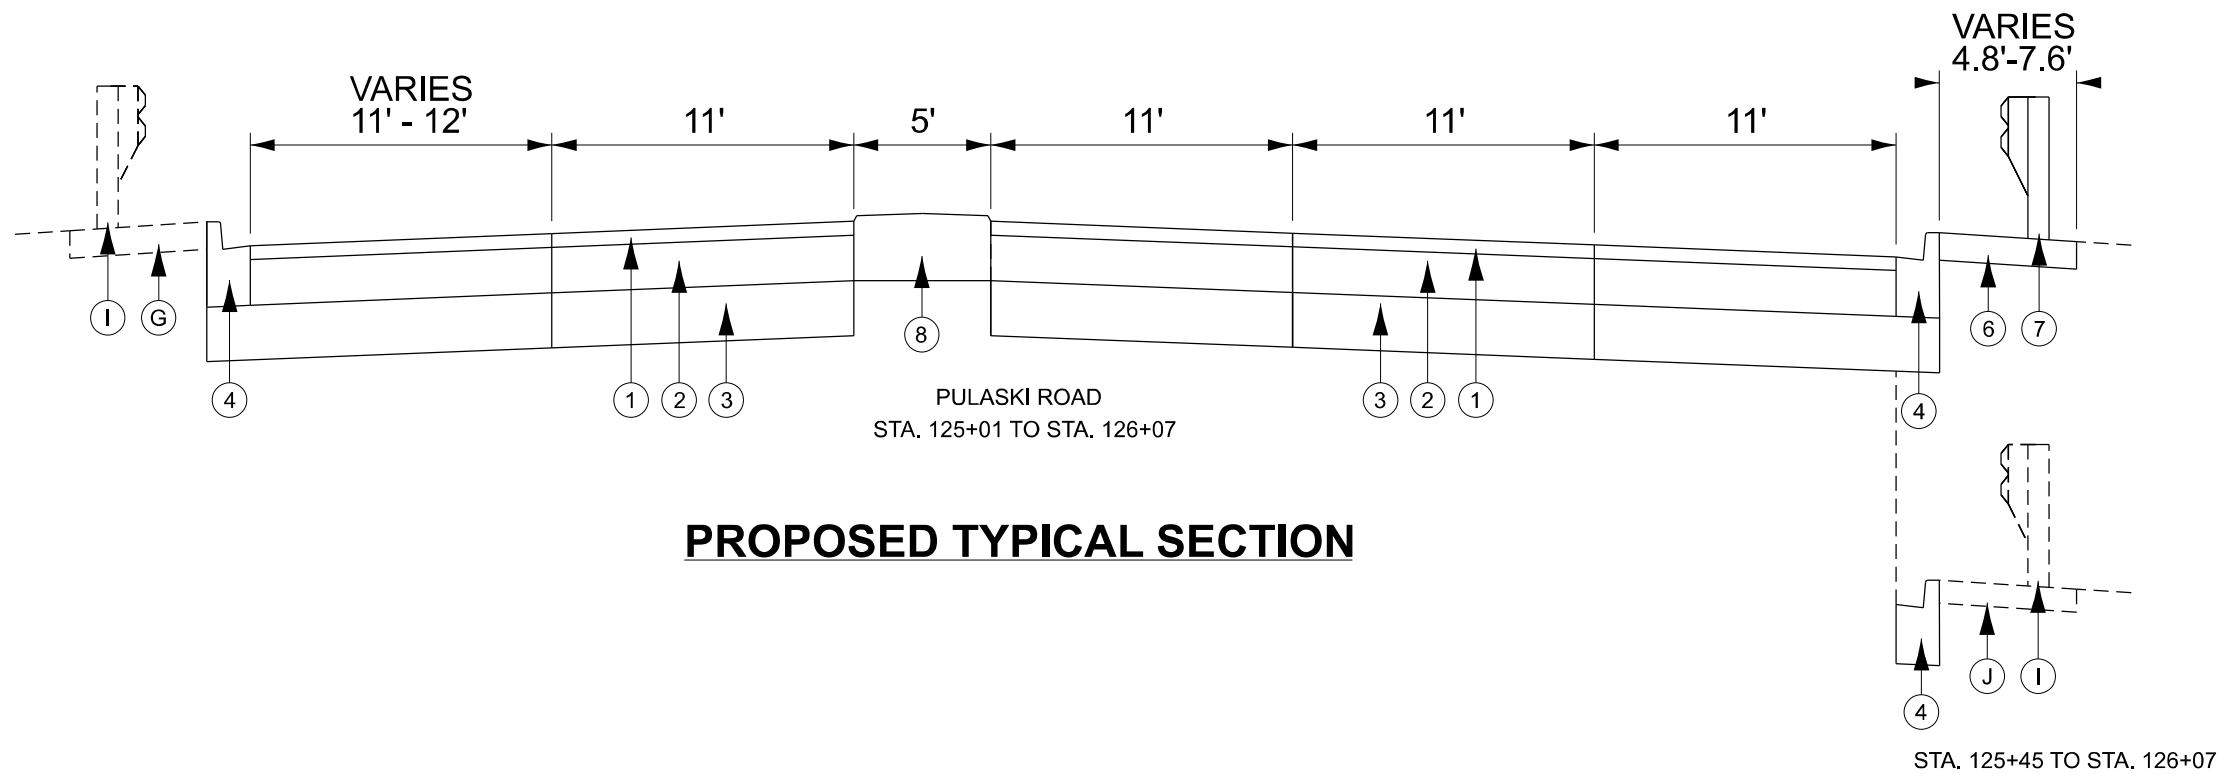 VARIES
4.8'-7.6'
VARIES
11' - 12'
11'
5'
11'
11'
11'
I
G
4
1
2
3
8
3
2
1
4
6
7
PULASKI ROAD
STA. 125+01 TO STA. 126+07
PROPOSED TYPICAL SECTION
4
J
I
STA. 125+45 TO STA. 126+07